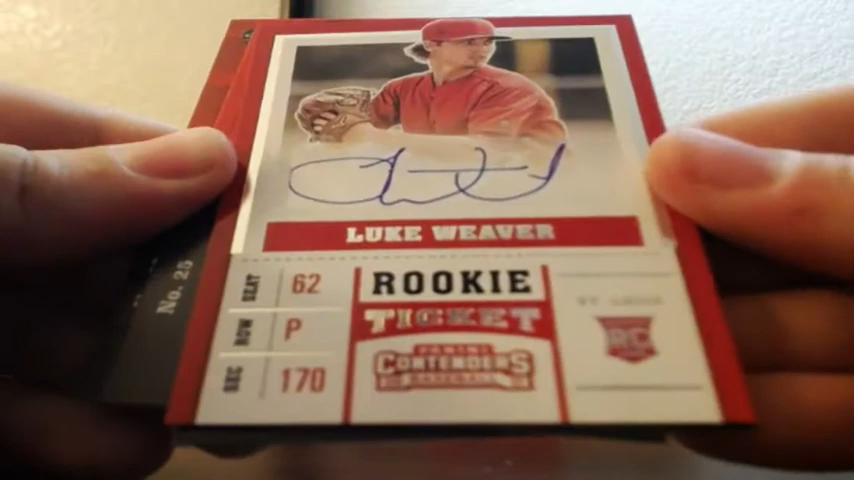 LUKE WEAVER
SEAT 62
ROW P
SEC 170
ROOKIE
TICKET
PANINI
CONTENDERS
BASEBALL
ST. LOUIS
RC
No. 25